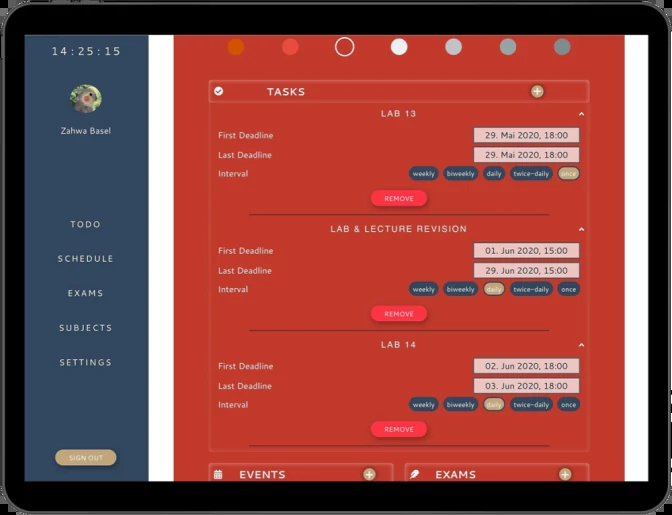 14:25:15
Zahwa Basel
TODO
SCHEDULE
EXAMS
SUBJECTS
SETTINGS
SIGN OUT
TASKS
LAB 13
First Deadline 29. Mai 2020, 18:00
Last Deadline 29. Mai 2020, 18:00
Interval weekly biweekly daily twice-daily once
REMOVE
LAB & LECTURE REVISION
First Deadline 01. Jun 2020, 15:00
Last Deadline 29. Jun 2020, 15:00
Interval weekly biweekly daily twice-daily once
REMOVE
LAB 14
First Deadline 02. Jun 2020, 18:00
Last Deadline 03. Jun 2020, 18:00
Interval weekly biweekly daily twice-daily once
REMOVE
EVENTS EXAMS